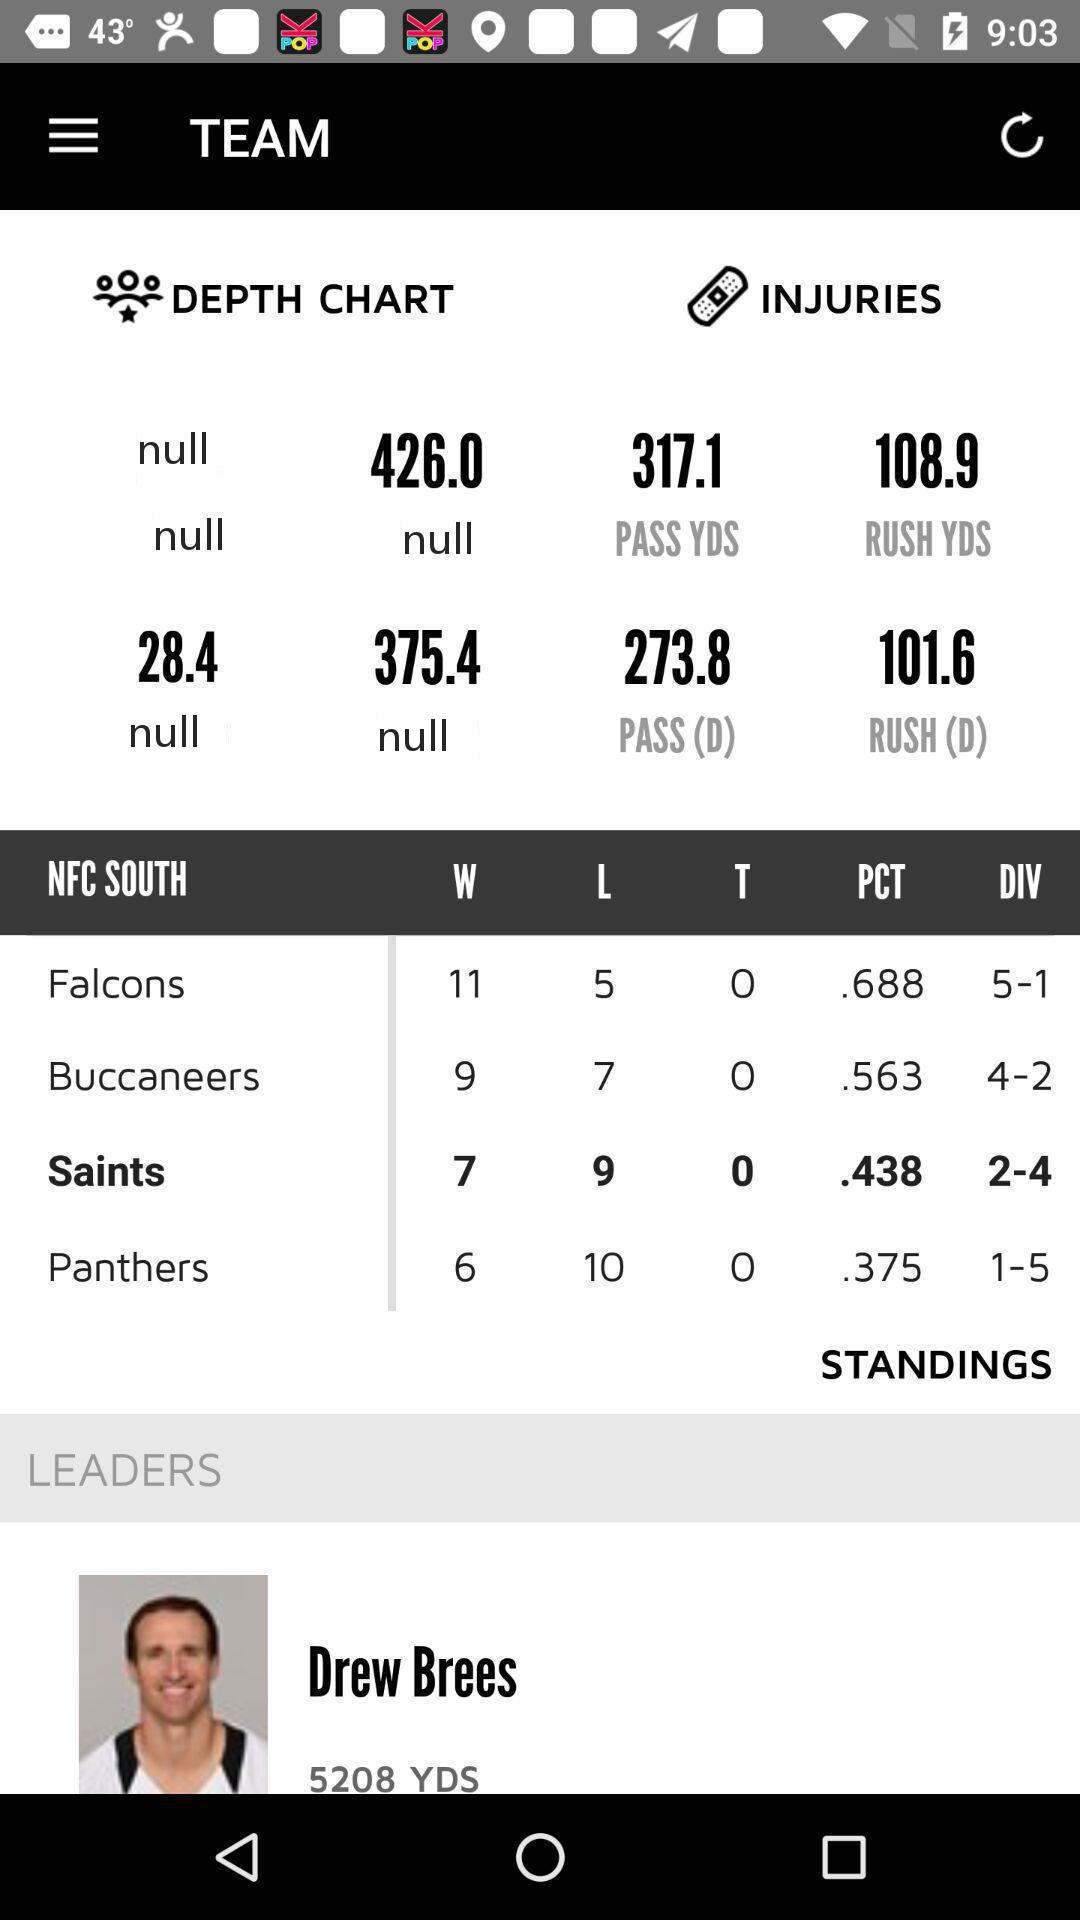 43° POP POP 9:03
TEAM
DEPTH CHART INJURIES
null 426.0 317.1 108.9
null null PASS YDS RUSH YDS
28.4 375.4 273.8 101.6
null null PASS (D) RUSH (D)
NFC SOUTH W L T PCT DIV
Falcons 11 5 0 .688 5-1
Buccaneers 9 7 0 .563 4-2
Saints 7 9 0 .438 2-4
Panthers 6 10 0 .375 1-5
STANDINGS
LEADERS
Drew Brees
5208 YDS